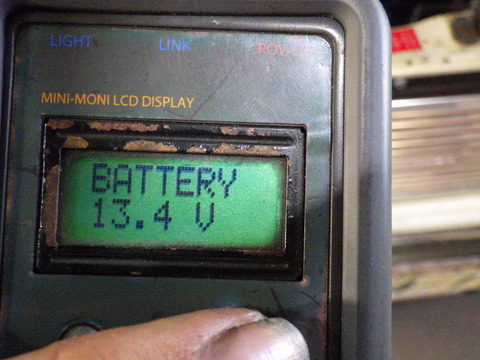 LIGHT LINK
MINI-MONI LCD DISPLAY
BATTERY
13.4 V